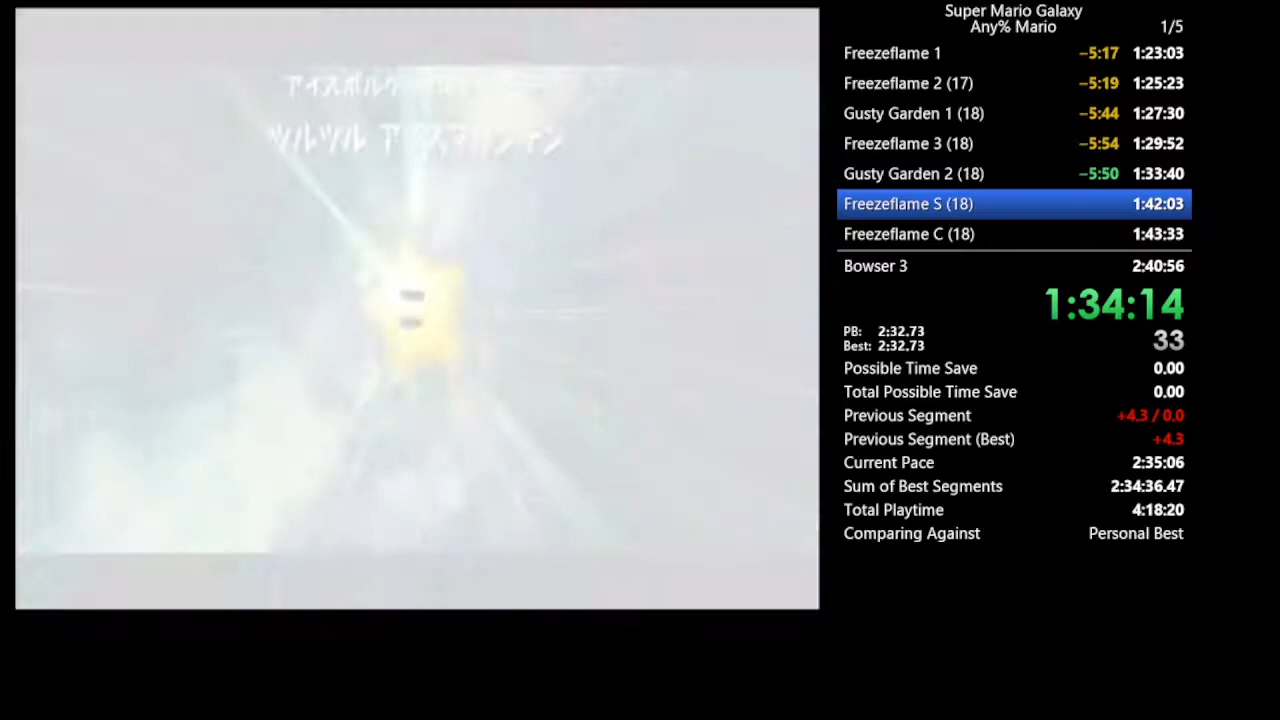 Super Mario Galaxy
Any% Mario 1/5
Freezeflame 1 −5:17 1:23:03
Freezeflame 2 (17) −5:19 1:25:23
Gusty Garden 1 (18) −5:44 1:27:30
Freezeflame 3 (18) −5:54 1:29:52
Gusty Garden 2 (18) −5:50 1:33:40
Freezeflame S (18) 1:42:03
Freezeflame C (18) 1:43:33
Bowser 3 2:40:56
1:34:14
PB: 2:32.73 33
Best: 2:32.73
Possible Time Save 0.00
Total Possible Time Save 0.00
Previous Segment +4.3 / 0.0
Previous Segment (Best) +4.3
Current Pace 2:35:06
Sum of Best Segments 2:34:36.47
Total Playtime 4:18:20
Comparing Against Personal Best
ツルツル